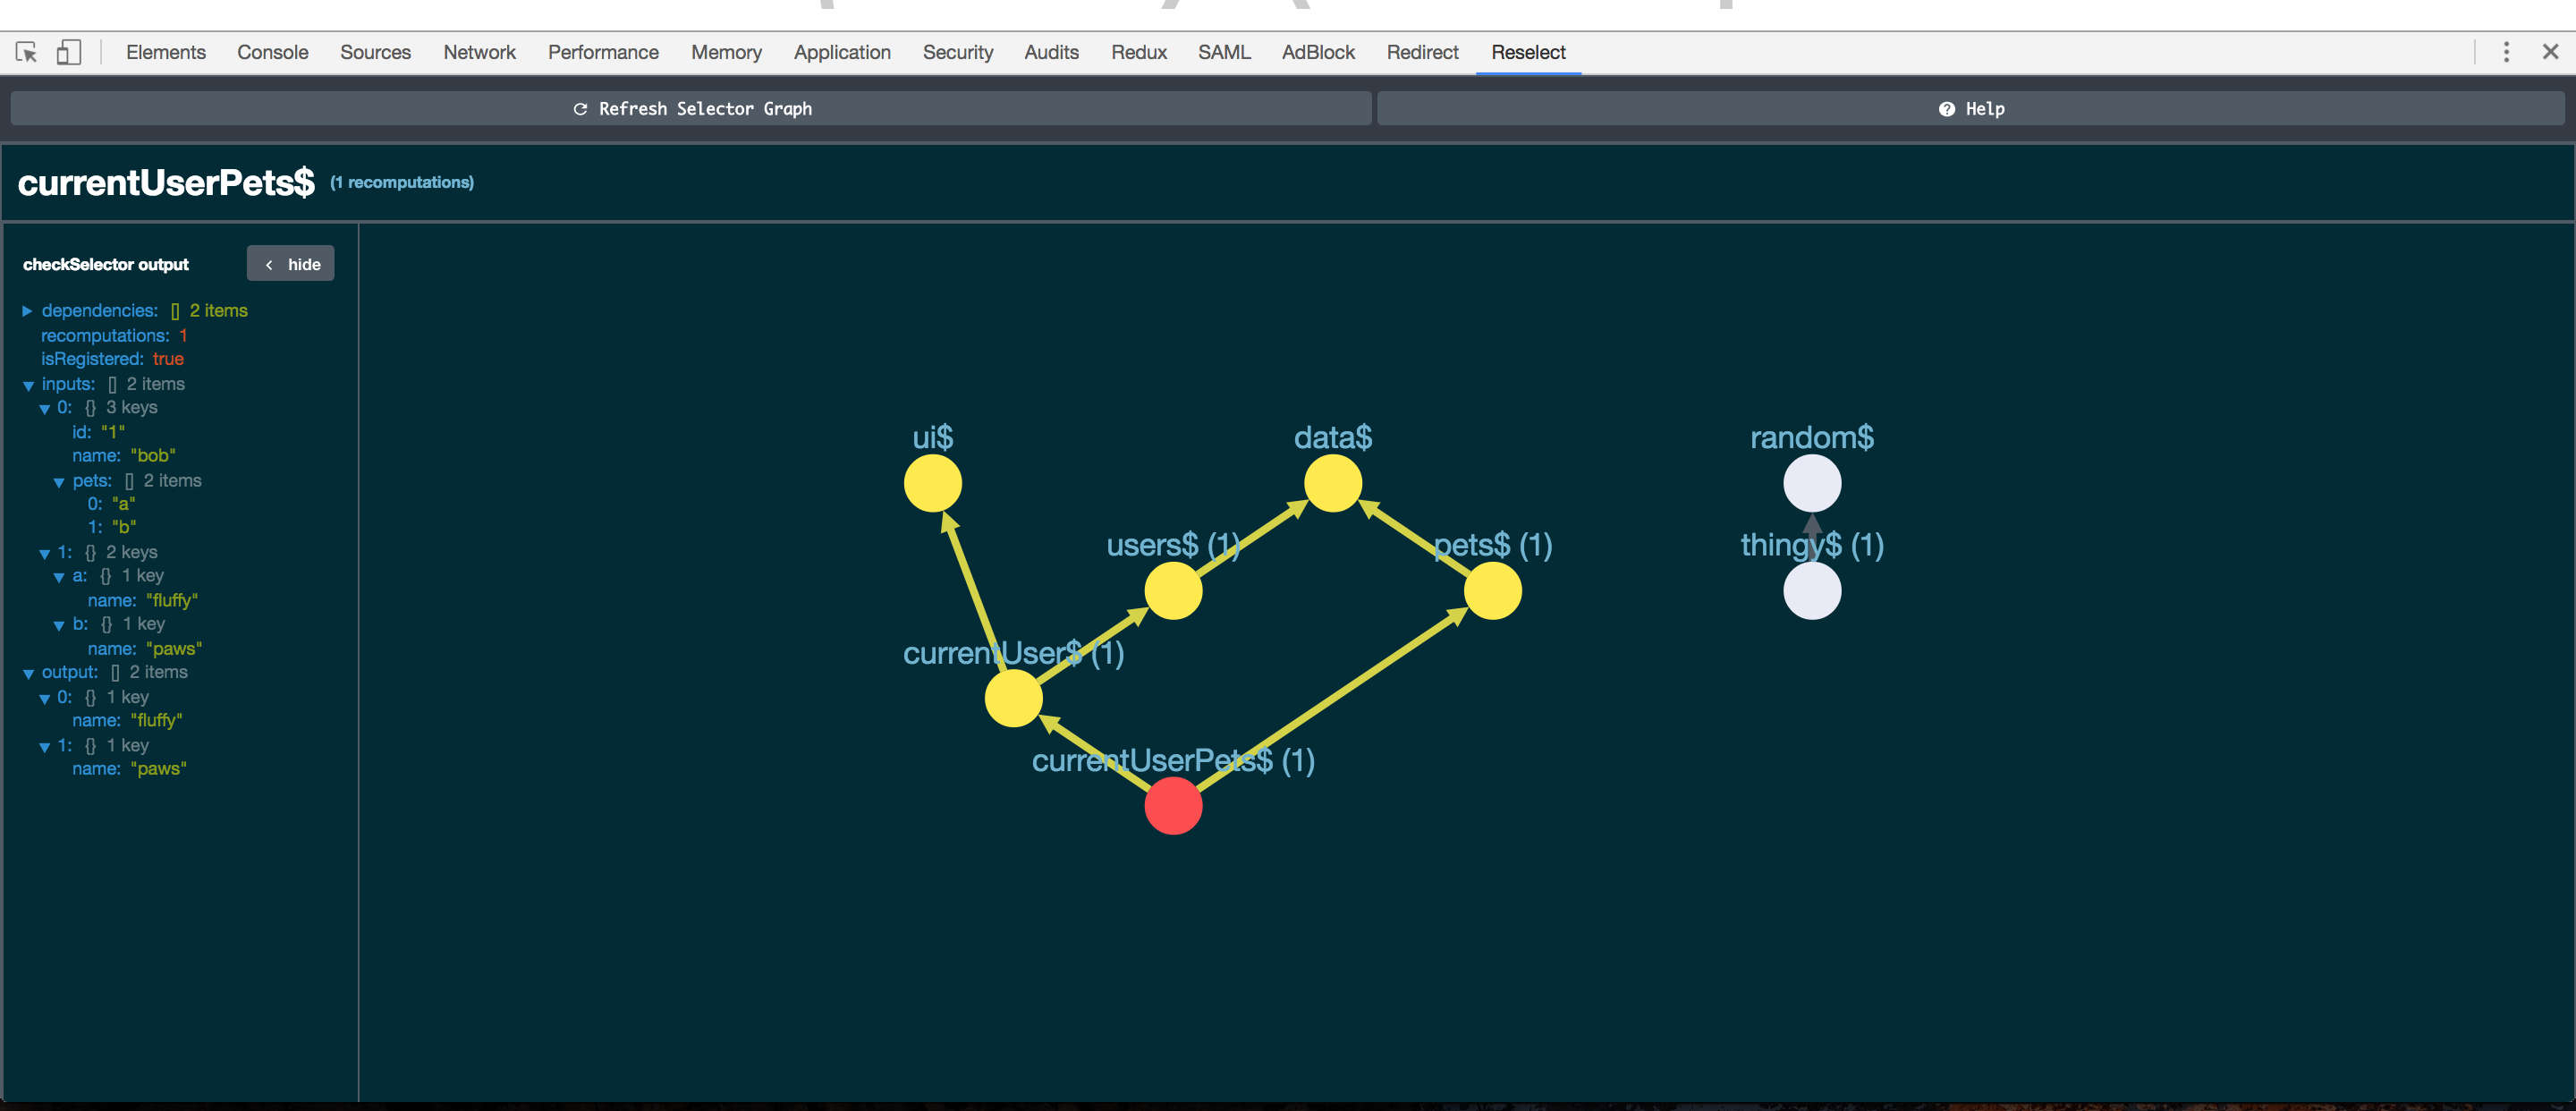 Elements Console Sources Network Performance Memory Application Security Audits Redux SAML AdBlock Redirect Reselect
Refresh Selector Graph
Help
currentUserPets$ (1 recomputations)
checkSelector output
hide
dependencies: [] 2 items
recomputations: 1
isRegistered: true
inputs: [] 2 items
0: {} 3 keys
id: "1"
name: "bob"
pets: [] 2 items
0: "a"
1: "b"
1: {} 2 keys
a: {} 1 key
name: "fluffy"
b: {} 1 key
name: "paws"
output: [] 2 items
0: {} 1 key
name: "fluffy"
1: {} 1 key
name: "paws"
ui$
data$
random$
users$ (1)
pets$ (1)
thingy$ (1)
currentUser$ (1)
currentUserPets$ (1)